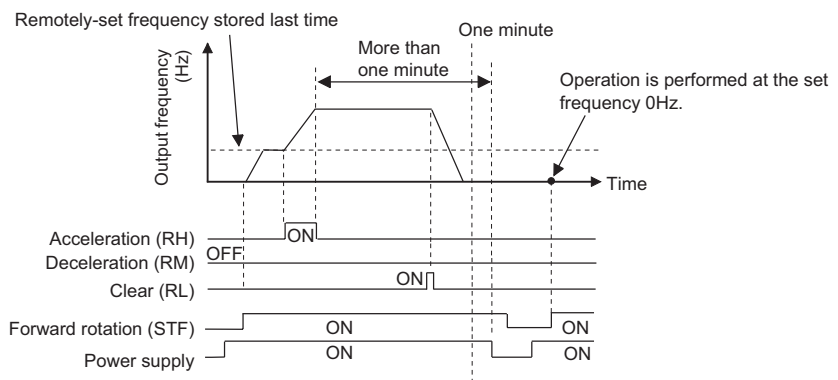 Remotely-set frequency stored last time
One minute
More than
one minute
Operation is performed at the set
frequency 0Hz.
Output frequency
(Hz)
Time
Acceleration (RH)
ON
Deceleration (RM)
OFF
Clear (RL)
ON
Forward rotation (STF)
ON
ON
Power supply
ON
ON